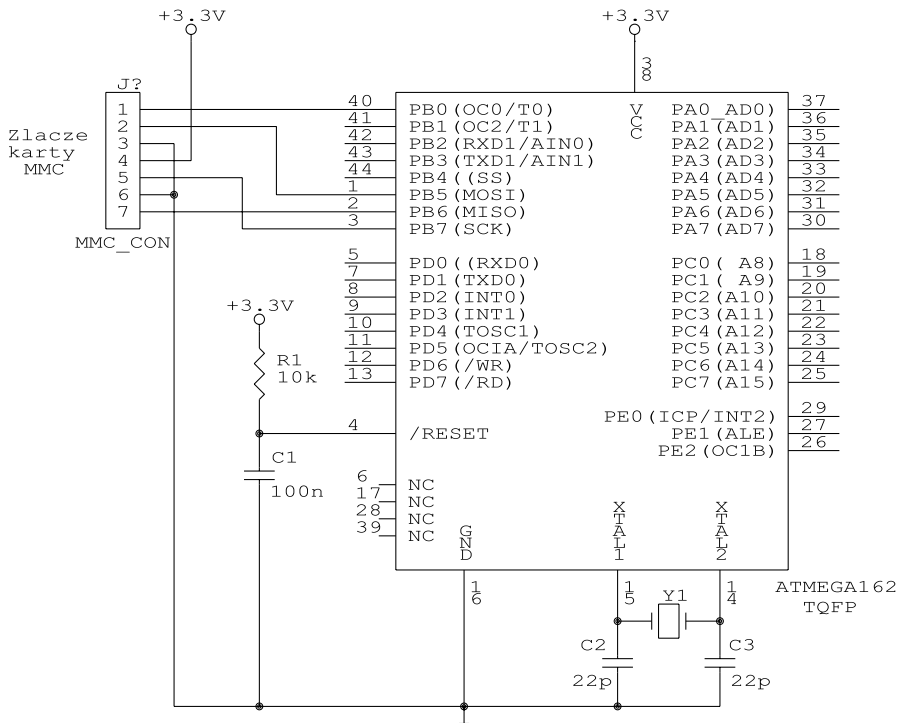 +3.3V
+3.3V
J?
Zlacze
karty
MMC
1
2
3
4
5
6
7
MMC_CON
40
41
42
43
44
1
2
3
PB0(OC0/T0)
PB1(OC2/T1)
PB2(RXD1/AIN0)
PB3(TXD1/AIN1)
PB4((SS)
PB5(MOSI)
PB6(MISO)
PB7(SCK)
38
VCC
PA0_AD0)
PA1(AD1)
PA2(AD2)
PA3(AD3)
PA4(AD4)
PA5(AD5)
PA6(AD6)
PA7(AD7)
37
36
35
34
33
32
31
30
5
7
8
9
10
11
12
13
PD0((RXD0)
PD1(TXD0)
PD2(INT0)
PD3(INT1)
PD4(TOSC1)
PD5(OCIA/TOSC2)
PD6(/WR)
PD7(/RD)
PC0( A8)
PC1( A9)
PC2(A10)
PC3(A11)
PC4(A12)
PC5(A13)
PC6(A14)
PC7(A15)
18
19
20
21
22
23
24
25
+3.3V
R1
10k
4
/RESET
PE0(ICP/INT2)
PE1(ALE)
PE2(OC1B)
29
27
26
C1
100n
6
17
28
39
NC
NC
NC
NC
GND
XTAL1
XTAL2
16
15
14
ATMEGA162
TQFP
Y1
C2
22p
C3
22p